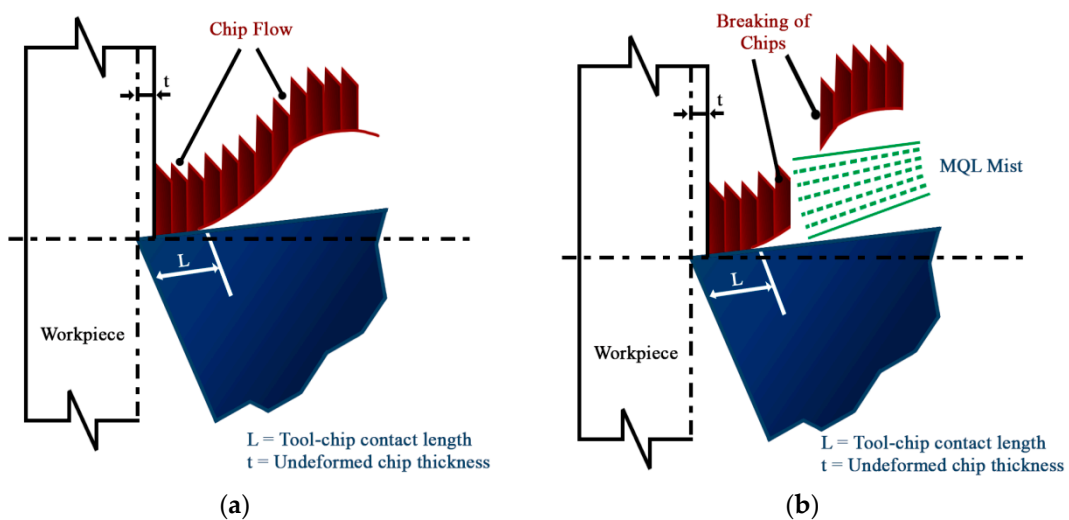 Chip Flow
t
L
Workpiece
L = Tool-chip contact length
t = Undeformed chip thickness
(a)
Breaking of
Chips
t
MQL Mist
L
Workpiece
L = Tool-chip contact length
t = Undeformed chip thickness
(b)